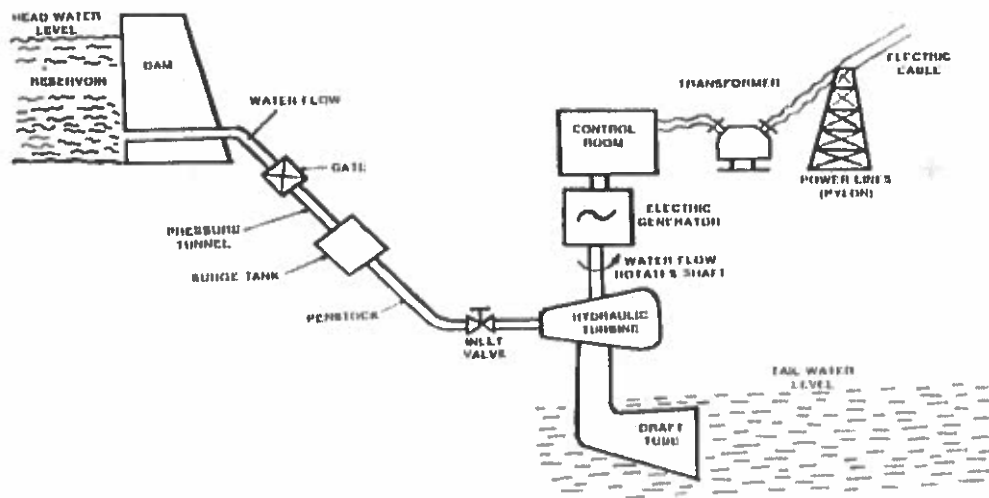 HEAD WATER
LEVEL
RESERVOIR
DAM
WATER FLOW
GATE
PRESSURE
TUNNEL
SURGE TANK
PENSTOCK
INLET
VALVE
HYDRAULIC
TURBINE
WATER FLOW
ROTATES SHAFT
ELECTRIC
GENERATOR
CONTROL
ROOM
TRANSFORMER
ELECTRIC
CABLE
POWER LINES
(PYLON)
TAIL WATER
LEVEL
DRAFT
TUBE